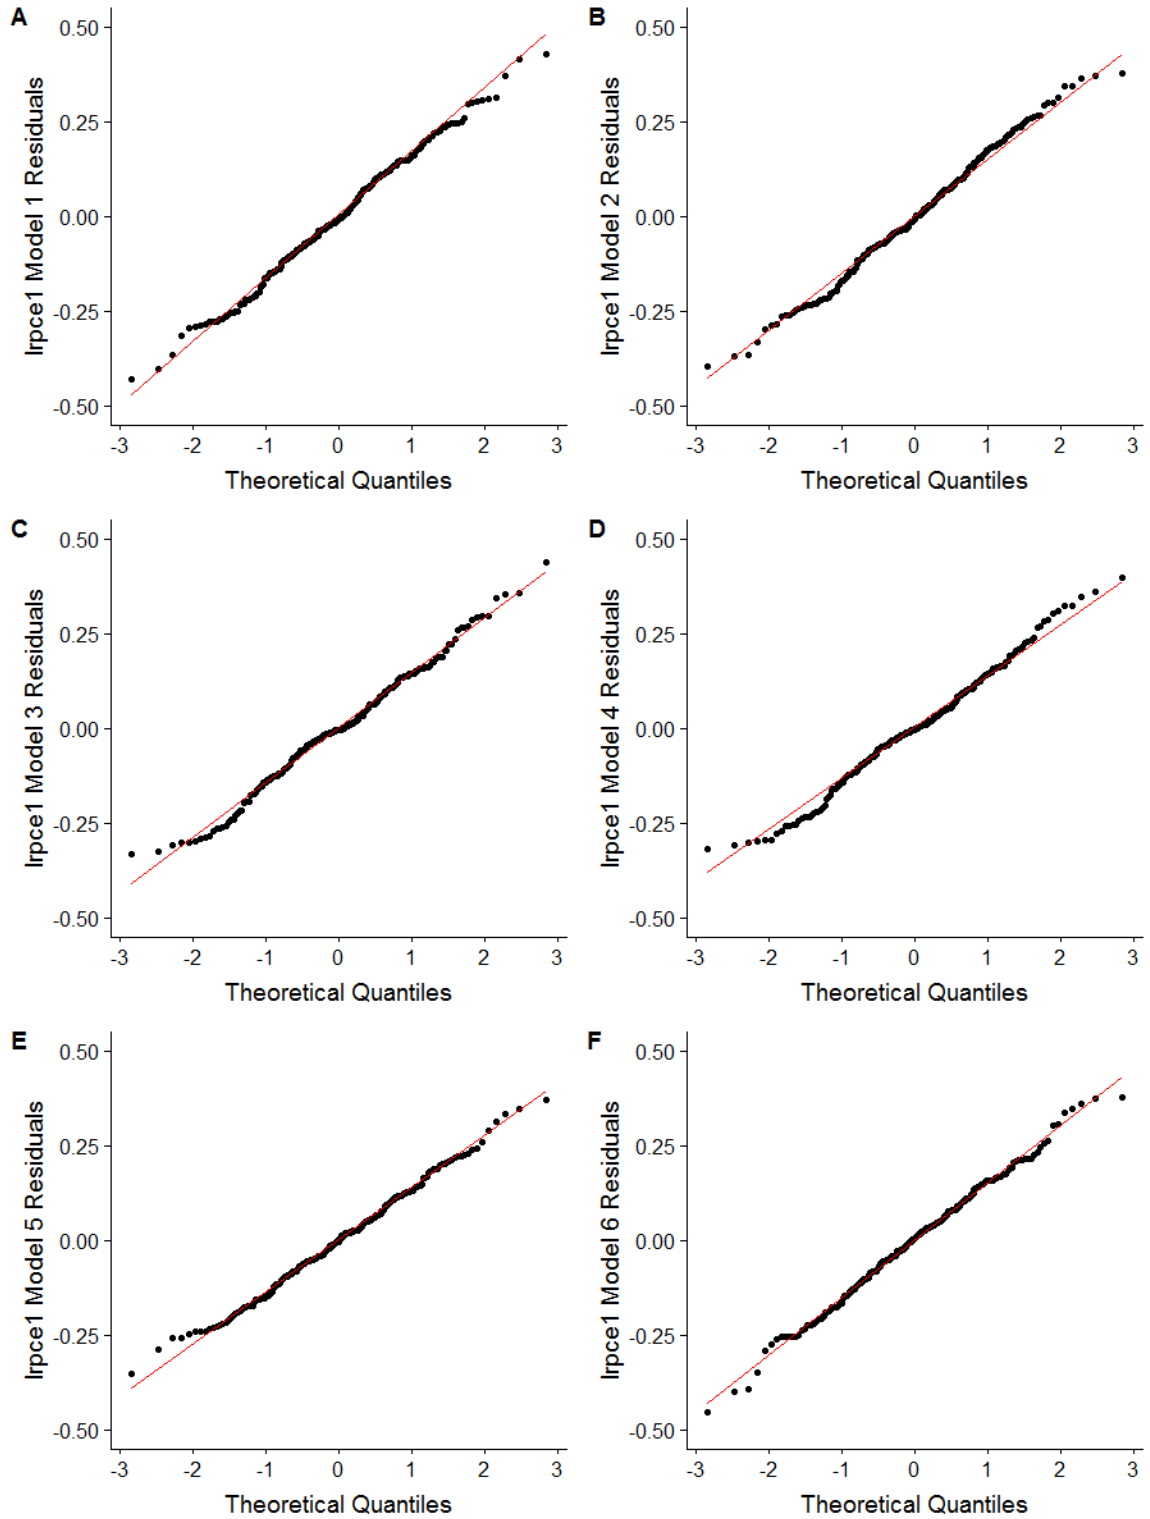 A
0.50
0.25
0.00
-0.25
-0.50
lrpce1 Model 1 Residuals
-3 -2 -1 0 1 2 3
Theoretical Quantiles
B
0.50
0.25
0.00
-0.25
-0.50
lrpce1 Model 2 Residuals
-3 -2 -1 0 1 2 3
Theoretical Quantiles
C
0.50
0.25
0.00
-0.25
-0.50
lrpce1 Model 3 Residuals
-3 -2 -1 0 1 2 3
Theoretical Quantiles
D
0.50
0.25
0.00
-0.25
-0.50
lrpce1 Model 4 Residuals
-3 -2 -1 0 1 2 3
Theoretical Quantiles
E
0.50
0.25
0.00
-0.25
-0.50
lrpce1 Model 5 Residuals
-3 -2 -1 0 1 2 3
Theoretical Quantiles
F
0.50
0.25
0.00
-0.25
-0.50
lrpce1 Model 6 Residuals
-3 -2 -1 0 1 2 3
Theoretical Quantiles